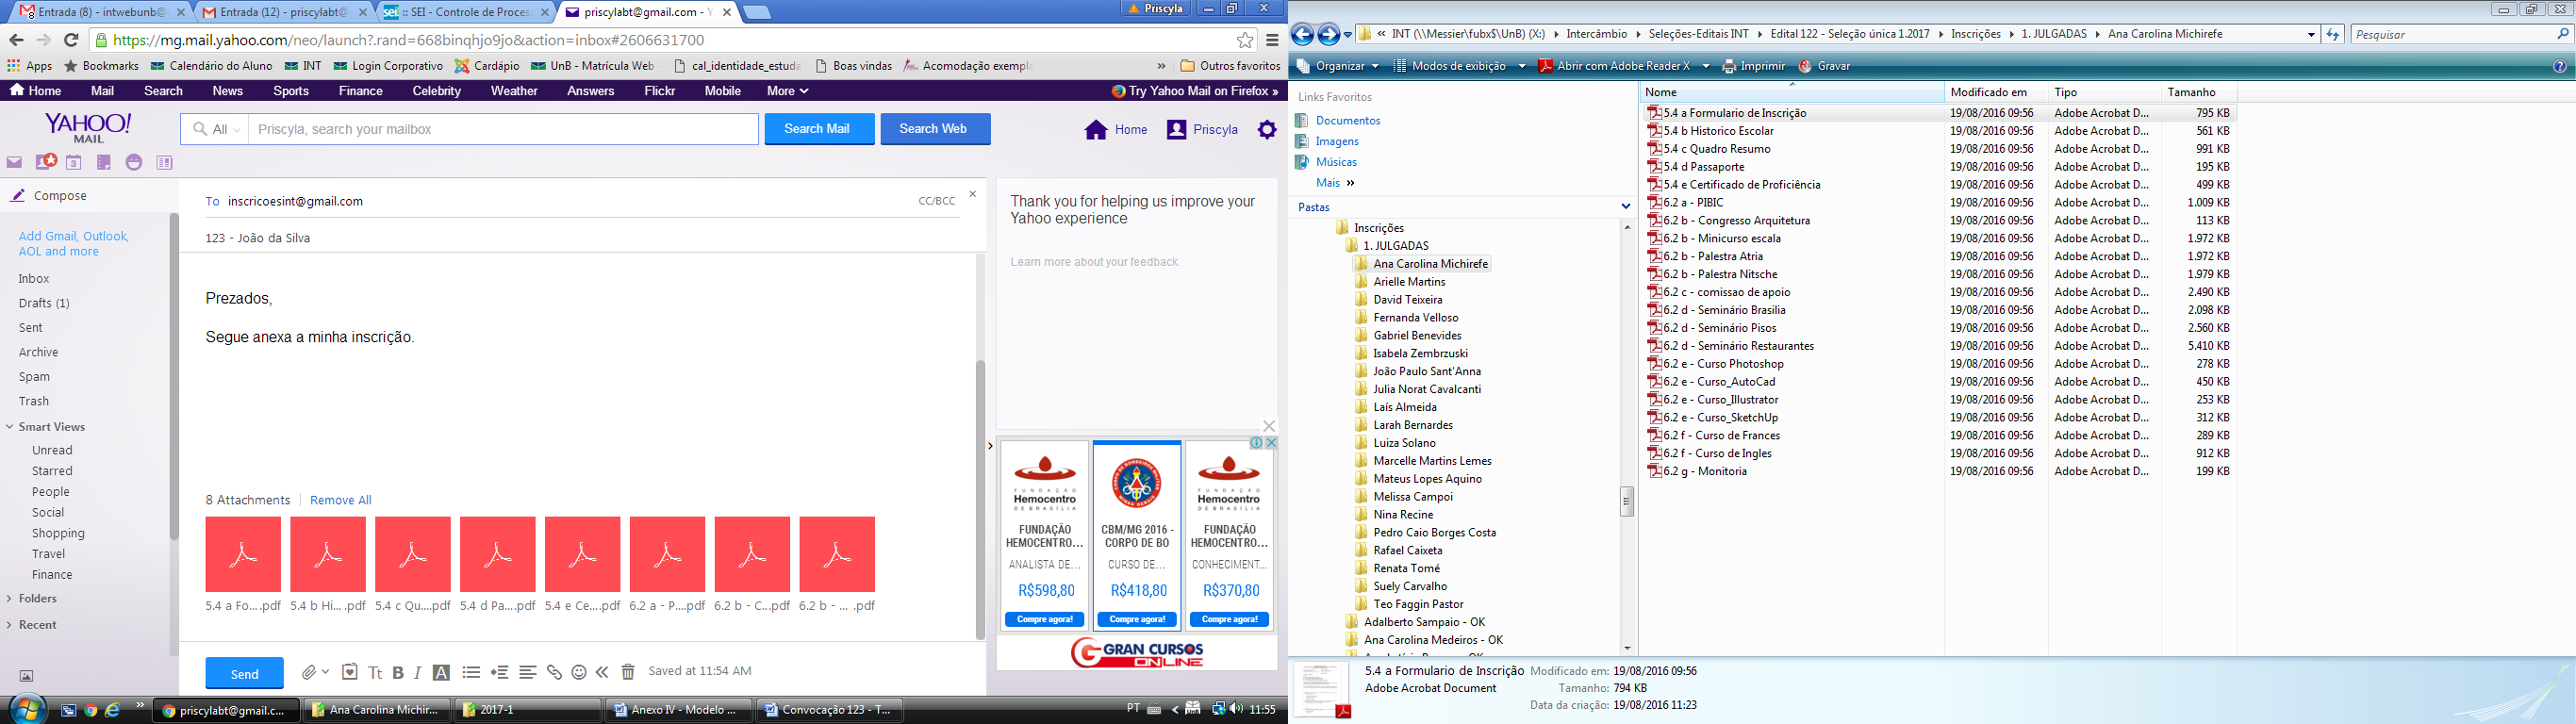 Entrada (8) - intwebunb@
Entrada (12) - priscylabt@
:: SEI - Controle de Proces
priscylabt@gmail.com - Y
Priscyla
https://mg.mail.yahoo.com/neo/launch?.rand=668binqhjo9jo&action=inbox#2606631700
Apps Bookmarks Calendário do Aluno INT Login Corporativo Cardápio UnB - Matrícula Web cal_identidade_estuda Boas vindas Acomodação exempl » Outros favoritos
Home Mail Search News Sports Finance Celebrity Weather Answers Flickr Mobile More Try Yahoo Mail on Firefox »
YAHOO!
MAIL
All Priscyla, search your mailbox Search Mail Search Web Home Priscyla
Compose
Add Gmail, Outlook,
AOL and more
Inbox
Drafts (1)
Sent
Archive
Spam
Trash
Smart Views
Unread
Starred
People
Social
Shopping
Travel
Finance
Folders
Recent
To inscricoesint@gmail.com CC/BCC
123 - João da Silva
Prezados,
Segue anexa a minha inscrição.
8 Attachments Remove All
5.4 a Fo... .pdf 5.4 b Hi... .pdf 5.4 c Qu....pdf 5.4 d Pa....pdf 5.4 e Ce....pdf 6.2 a - P....pdf 6.2 b - C....pdf 6.2 b - ... .pdf
Send Tt B I A Saved at 11:54 AM
Thank you for helping us improve your
Yahoo experience
Learn more about your feedback.
FUNDAÇÃO
Hemocentro
DE BRASÍLIA
FUNDAÇÃO
HEMOCENTRO...
ANALISTA DE...
R$598,80
Compre agora!
CBM/MG 2016 -
CORPO DE BO
CURSO DE...
R$418,80
Compre agora!
FUNDAÇÃO
Hemocentro
DE BRASÍLIA
FUNDAÇÃO
HEMOCENTRO...
CONHECIMENT...
R$370,80
Compre agora!
GRAN CURSOS
ONLINE
priscylabt@gmail.c... Ana Carolina Michir... 2017-1 Anexo IV - Modelo ... Convocação 123 - T... PT 11:55
« INT (\\Messier\fubx$\UnB) (X:) Intercâmbio Seleções-Editais INT Edital 122 - Seleção única 1.2017 Inscrições 1. JULGADAS Ana Carolina Michirefe Pesquisar
Organizar Modos de exibição Abrir com Adobe Reader X Imprimir Gravar
Links Favoritos
Documentos
Imagens
Músicas
Mais »
Pastas
Inscrições
1. JULGADAS
Ana Carolina Michirefe
Arielle Martins
David Teixeira
Fernanda Velloso
Gabriel Benevides
Isabela Zembrzuski
João Paulo Sant'Anna
Julia Norat Cavalcanti
Laís Almeida
Larah Bernardes
Luiza Solano
Marcelle Martins Lemes
Mateus Lopes Aquino
Melissa Campoi
Nina Recine
Pedro Caio Borges Costa
Rafael Caixeta
Renata Tomé
Suely Carvalho
Teo Faggin Pastor
Adalberto Sampaio - OK
Ana Carolina Medeiros - OK
Nome Modificado em Tipo Tamanho
5.4 a Formulario de Inscrição 19/08/2016 09:56 Adobe Acrobat D... 795 KB
5.4 b Historico Escolar 19/08/2016 09:56 Adobe Acrobat D... 561 KB
5.4 c Quadro Resumo 19/08/2016 09:56 Adobe Acrobat D... 991 KB
5.4 d Passaporte 19/08/2016 09:56 Adobe Acrobat D... 195 KB
5.4 e Certificado de Proficiência 19/08/2016 09:56 Adobe Acrobat D... 499 KB
6.2 a - PIBIC 19/08/2016 09:56 Adobe Acrobat D... 1.009 KB
6.2 b - Congresso Arquitetura 19/08/2016 09:56 Adobe Acrobat D... 113 KB
6.2 b - Minicurso escala 19/08/2016 09:56 Adobe Acrobat D... 1.972 KB
6.2 b - Palestra Atria 19/08/2016 09:56 Adobe Acrobat D... 1.972 KB
6.2 b - Palestra Nitsche 19/08/2016 09:56 Adobe Acrobat D... 1.979 KB
6.2 c - comissao de apoio 19/08/2016 09:56 Adobe Acrobat D... 2.490 KB
6.2 d - Seminário Brasilia 19/08/2016 09:56 Adobe Acrobat D... 2.098 KB
6.2 d - Seminário Pisos 19/08/2016 09:56 Adobe Acrobat D... 2.560 KB
6.2 d - Seminário Restaurantes 19/08/2016 09:56 Adobe Acrobat D... 5.410 KB
6.2 e - Curso Photoshop 19/08/2016 09:56 Adobe Acrobat D... 278 KB
6.2 e - Curso_AutoCad 19/08/2016 09:56 Adobe Acrobat D... 450 KB
6.2 e - Curso_Illustrator 19/08/2016 09:56 Adobe Acrobat D... 253 KB
6.2 e - Curso_SketchUp 19/08/2016 09:56 Adobe Acrobat D... 312 KB
6.2 f - Curso de Frances 19/08/2016 09:56 Adobe Acrobat D... 289 KB
6.2 f - Curso de Ingles 19/08/2016 09:56 Adobe Acrobat D... 912 KB
6.2 g - Monitoria 19/08/2016 09:56 Adobe Acrobat D... 199 KB
5.4 a Formulario de Inscrição Modificado em: 19/08/2016 09:56
Adobe Acrobat Document Tamanho: 794 KB
Data da criação: 19/08/2016 11:23